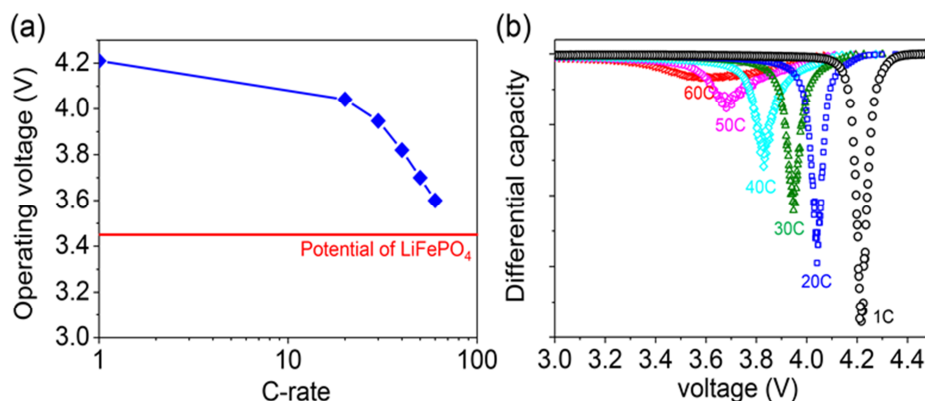 (a)
Operating voltage (V)
4.2
4.0
3.8
3.6
3.4
3.2
3.0
Potential of LiFePO4
1
10
100
C-rate
(b)
Differential capacity
60C
50C
40C
30C
20C
1C
3.0 3.2 3.4 3.6 3.8 4.0 4.2 4.4
voltage (V)